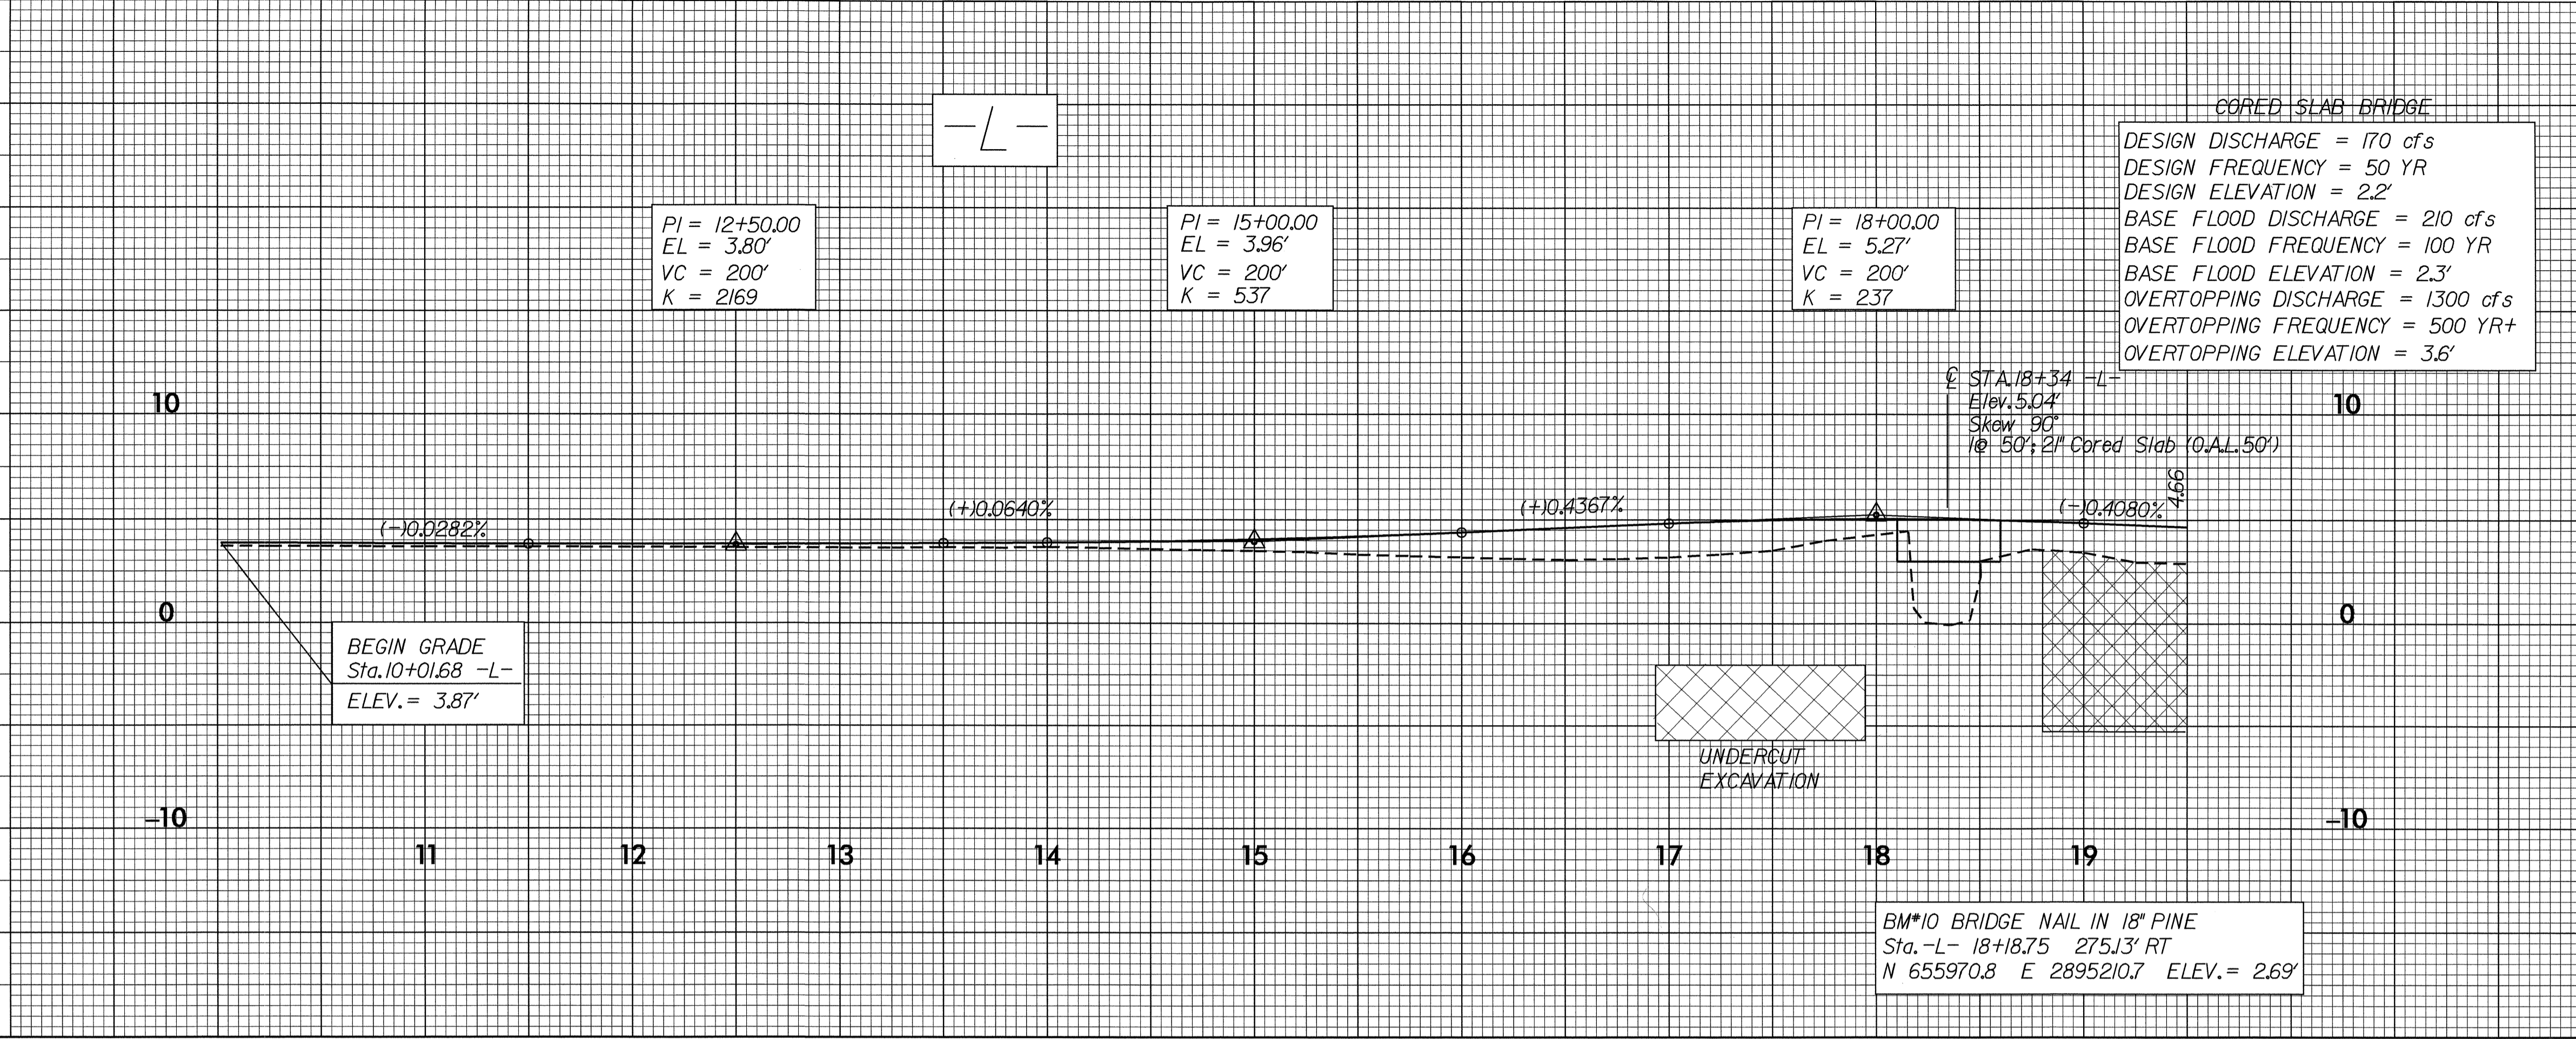 -L-
CORED SLAB BRIDGE
DESIGN DISCHARGE = 170 cfs
DESIGN FREQUENCY = 50 YR
DESIGN ELEVATION = 2.2'
BASE FLOOD DISCHARGE = 210 cfs
BASE FLOOD FREQUENCY = 100 YR
BASE FLOOD ELEVATION = 2.3'
OVERTOPPING DISCHARGE = 1300 cfs
OVERTOPPING FREQUENCY = 500 YR+
OVERTOPPING ELEVATION = 3.6'
PI = 12+50.00
EL = 3.80'
VC = 200'
K = 2169
PI = 15+00.00
EL = 3.96'
VC = 200'
K = 537
PI = 18+00.00
EL = 5.27'
VC = 200'
K = 237
℄ STA.18+34 -L-
Elev.5.04'
Skew 90°
1@ 50'; 21" Cored Slab (O.A.L.50')
10
10
(-)0.0282%
(+)0.0640%
(+)0.4367%
(-)0.4080%
4.66
0
0
BEGIN GRADE
Sta.10+01.68 -L-
ELEV.= 3.87'
UNDERCUT
EXCAVATION
-10
-10
11 12 13 14 15 16 17 18 19
BM#10 BRIDGE NAIL IN 18" PINE
Sta.-L- 18+18.75 275.13' RT
N 655970.8 E 2895210.7 ELEV.= 2.69'